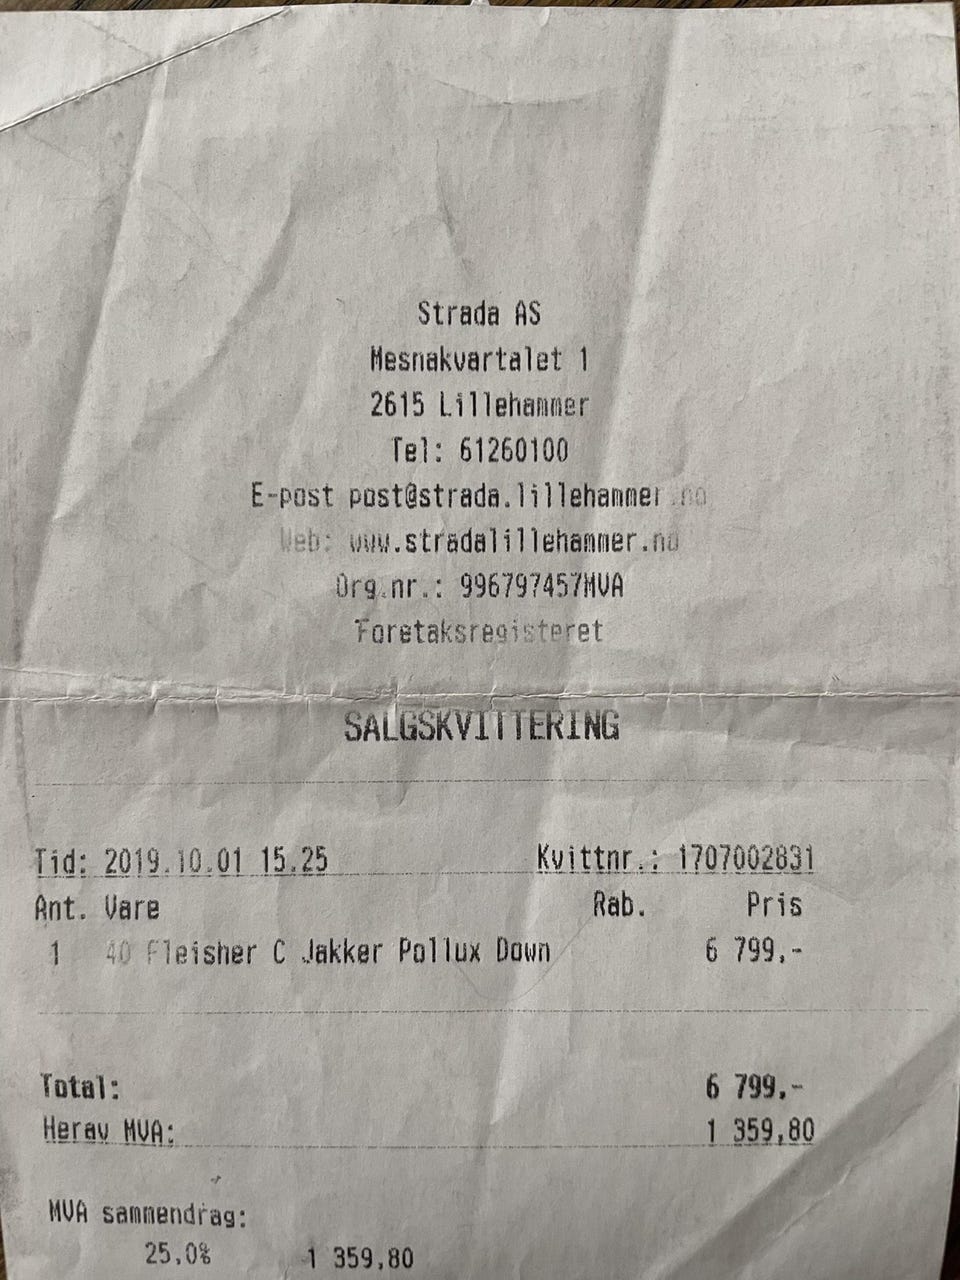 Strada AS
Mesnakvartalet 1
2615 Lillehammer
Tel: 61260100
E-post post@strada.lillehammer.no
Web: www.stradalillehammer.no
Org.nr.: 996797457MVA
Foretaksregisteret
SALGSKVITTERING
Tid: 2019.10.01 15.25 Kvittnr.: 1707002831
Ant. Vare Rab. Pris
1 40 Fleisher C Jakker Pollux Down 6 799,-
Total: 6 799,-
Herav MVA: 1 359,80
MVA sammendrag:
25,0% 1 359,80